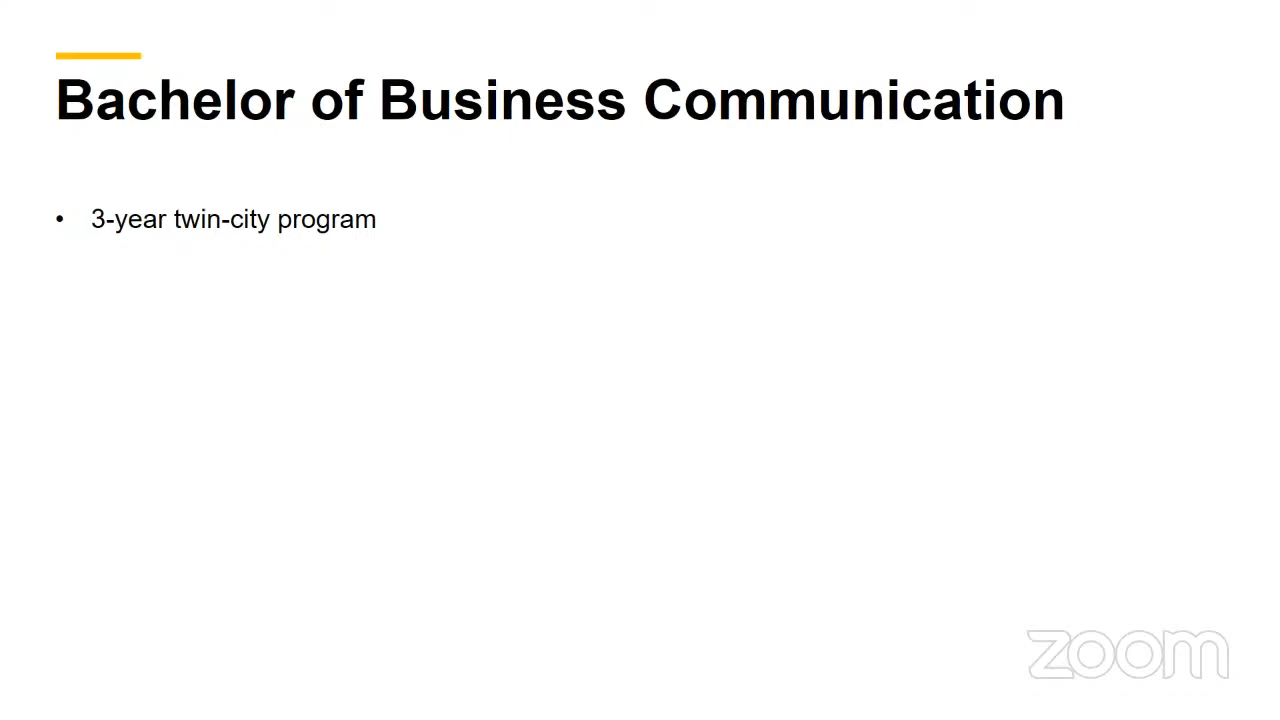 Bachelor of Business Communication
• 3-year twin-city program
zoom